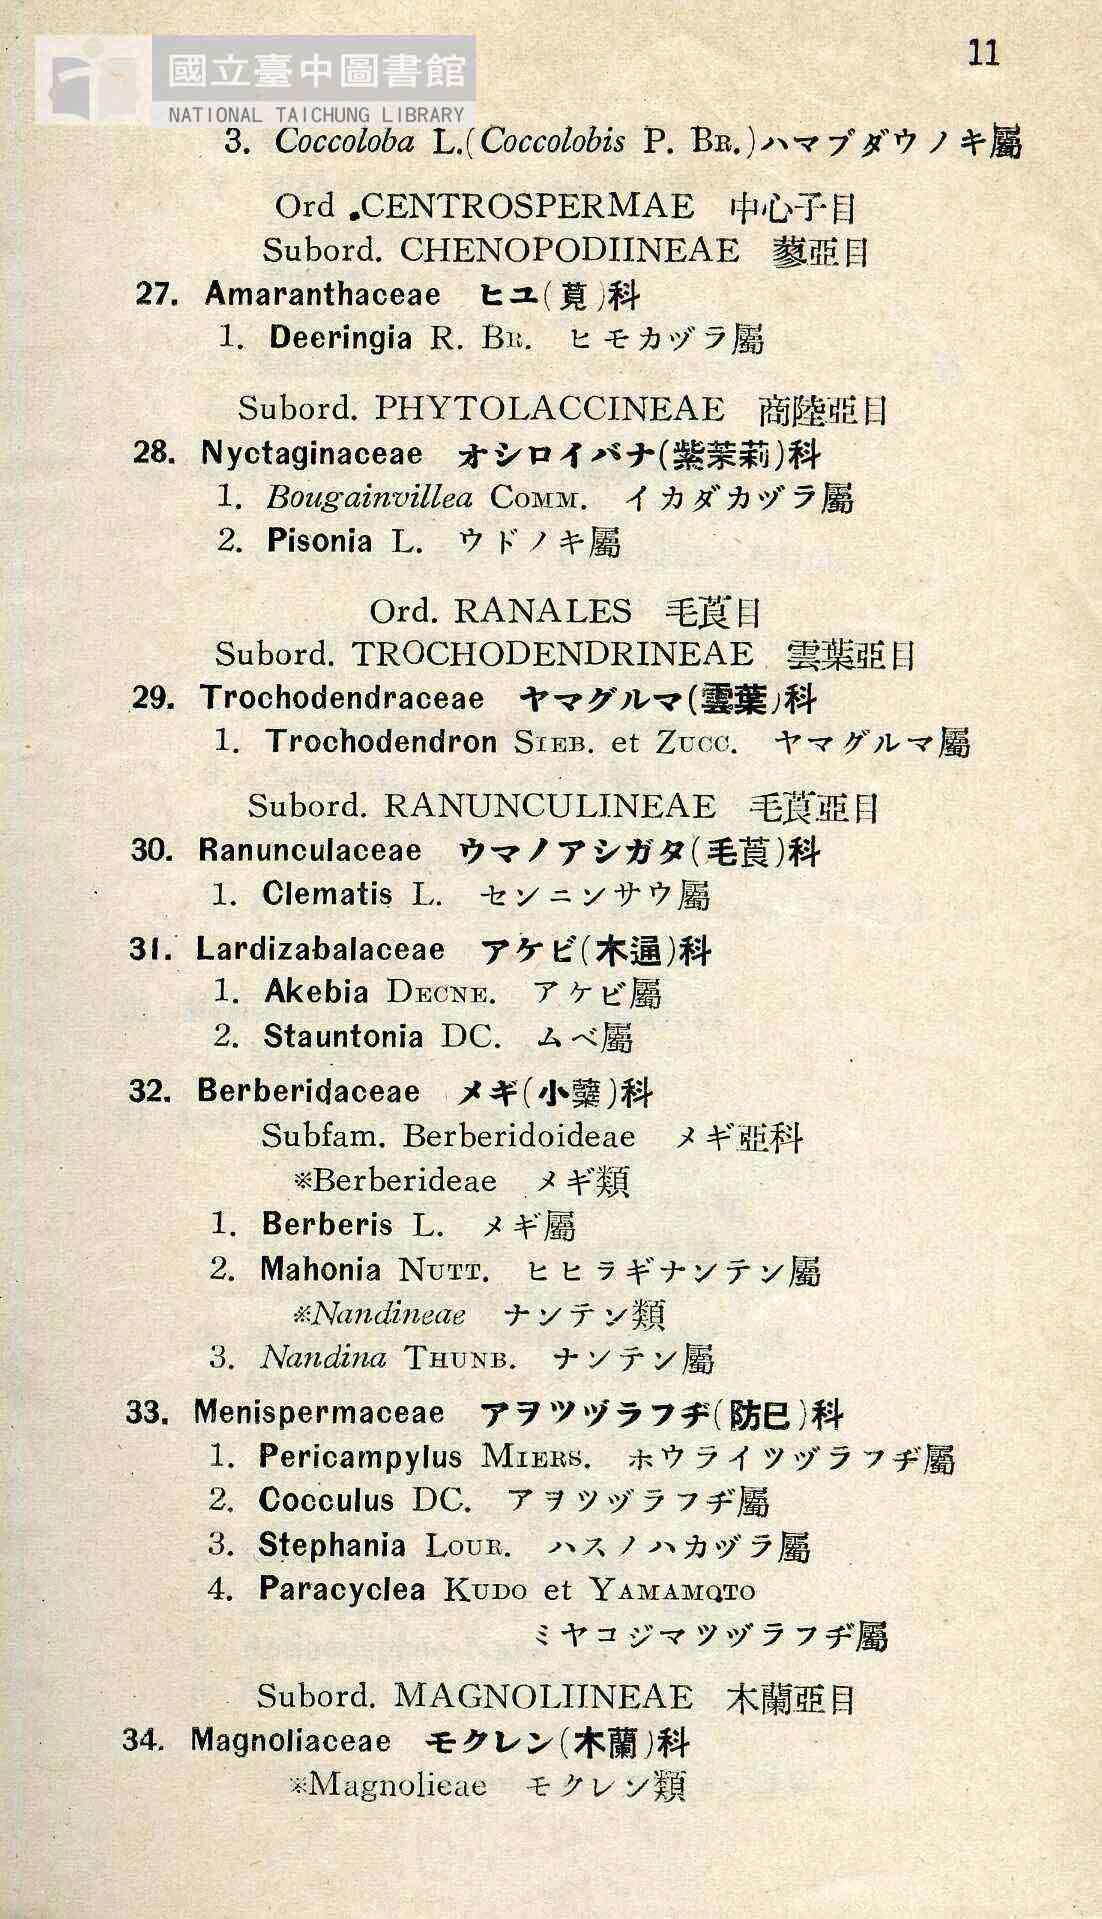 國立臺中圖書館
NATIONAL TAICHUNG LIBRARY
11
3. Coccoloba L.(Coccolobis P. BR.)ハマブダウノキ屬
Ord .CENTROSPERMAE 中心子目
Subord. CHENOPODIINEAE 蔘亞目
27. Amaranthaceae ヒユ(莧)科
1. Deeringia R. BR. ヒモカヅラ屬
Subord. PHYTOLACCINEAE 商陸亞目
28. Nyctaginaceae オシロイバナ(紫茉莉)科
1. Bougainvillea COMM. イカダカヅラ屬
2. Pisonia L. ウドノキ屬
Ord. RANALES 毛莨目
Subord. TROCHODENDRINEAE 雲葉亞目
29. Trochodendraceae ヤマグルマ(雲葉)科
1. Trochodendron SIEB. et ZUCC. ヤマグルマ屬
Subord. RANUNCULINEAE 毛莨亞目
30. Ranunculaceae ウマノアシガタ(毛莨)科
1. Clematis L. センニンサウ屬
31. Lardizabalaceae アケビ(木通)科
1. Akebia DECNE. アケビ屬
2. Stauntonia DC. ムベ屬
32. Berberidaceae メギ(小蘗)科
Subfam. Berberidoideae メギ亞科
※Berberideae メギ類
1. Berberis L. メギ屬
2. Mahonia NUTT. ヒヒラギナンテン屬
※Nandineae ナンテン類
3. Nandina THUNB. ナンテン屬
33. Menispermaceae アヲツヅラフヂ(防巳)科
1. Pericampylus MIERS. ホウライツヅラフヂ屬
2. Cocculus DC. アヲツヅラフヂ屬
3. Stephania LOUR. ハスノハカヅラ屬
4. Paracyclea KUDO et YAMAMOTO
ミヤコジマツヅラフヂ屬
Subord. MAGNOLIINEAE 木蘭亞目
34. Magnoliaceae モクレン(木蘭)科
※Magnolieae モクレン類